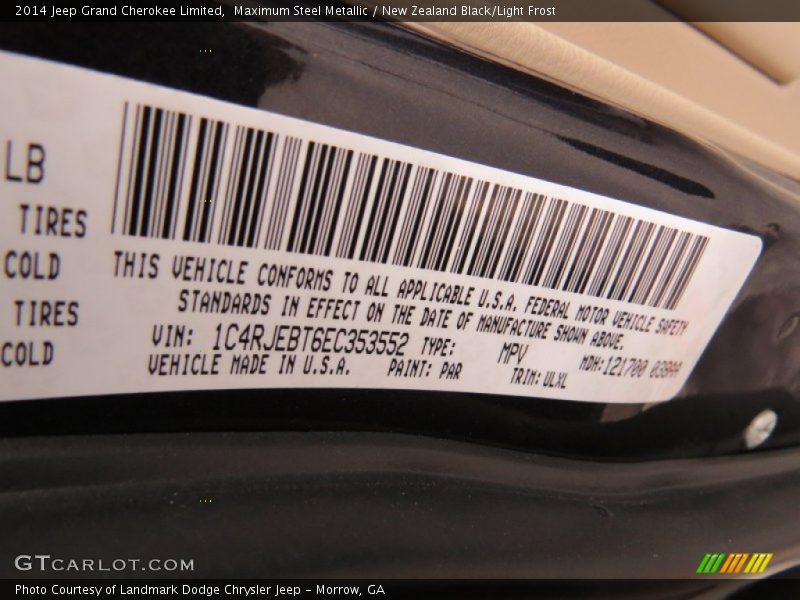 2014 Jeep Grand Cherokee Limited, Maximum Steel Metallic / New Zealand Black/Light Frost
LB
TIRES
COLD
TIRES
COLD
THIS VEHICLE CONFORMS TO ALL APPLICABLE U.S.A. FEDERAL MOTOR VEHICLE SAFETY
STANDARDS IN EFFECT ON THE DATE OF MANUFACTURE SHOWN ABOVE.
VIN: 1C4RJEBT6EC353552 TYPE: MPV MDH:121700 038AA
VEHICLE MADE IN U.S.A. PAINT: PAR TRIM: ULXL
GTCARLOT.COM
Photo Courtesy of Landmark Dodge Chrysler Jeep - Morrow, GA